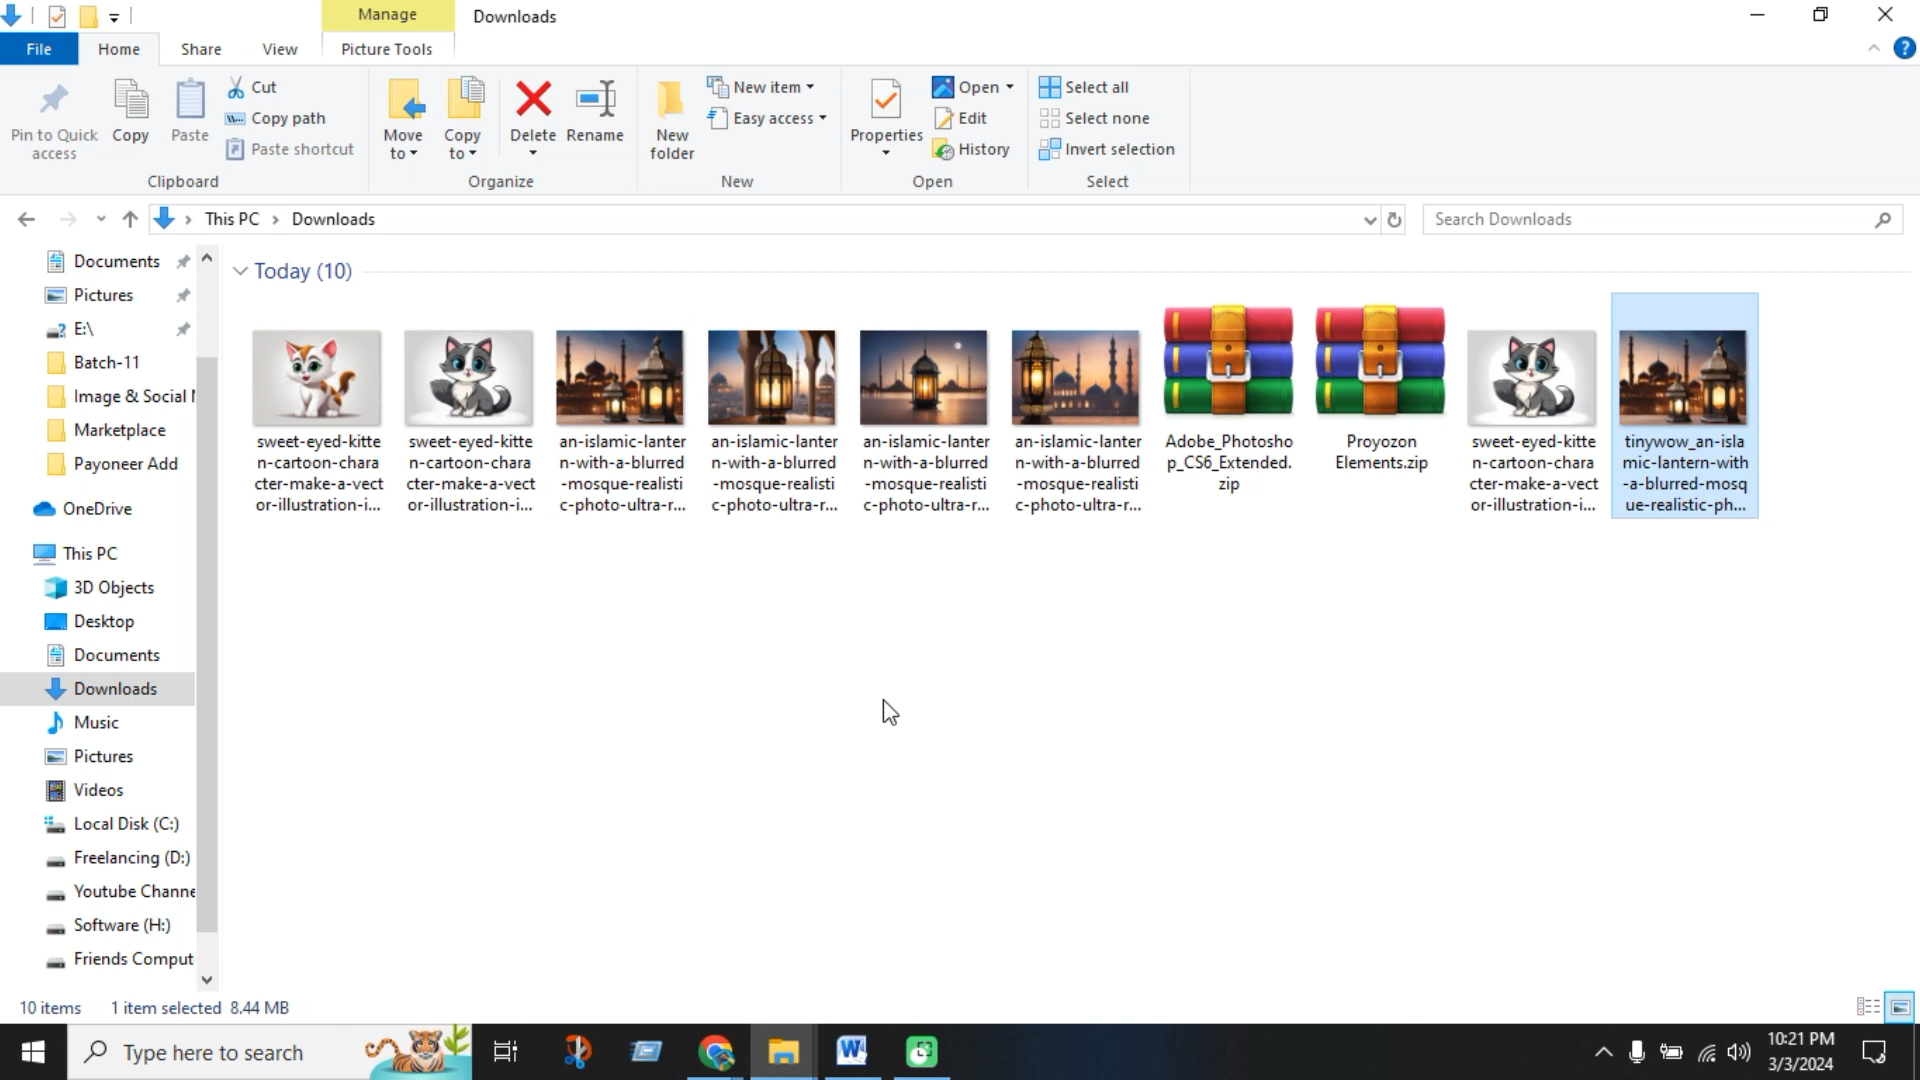 Manage
Downloads
File
Home
Share
View
Picture Tools
Pin to Quick access
Copy
Paste
Cut
Copy path
Paste shortcut
Clipboard
Move to
Copy to
Delete
Rename
Organize
New folder
New item
Easy access
New
Properties
Open
Edit
History
Open
Select all
Select none
Invert selection
Select
This PC > Downloads
Search Downloads
Documents
Pictures
E:\
Batch-11
Image & Social
Marketplace
Payoneer Add
OneDrive
This PC
3D Objects
Desktop
Documents
Downloads
Music
Pictures
Videos
Local Disk (C:)
Freelancing (D:)
Youtube Channe
Software (H:)
Friends Comput
Today (10)
sweet-eyed-kitte
n-cartoon-chara
cter-make-a-vect
or-illustration-i...
sweet-eyed-kitte
n-cartoon-chara
cter-make-a-vect
or-illustration-i...
an-islamic-lanter
n-with-a-blurred
-mosque-realisti
c-photo-ultra-r...
an-islamic-lanter
n-with-a-blurred
-mosque-realisti
c-photo-ultra-r...
an-islamic-lanter
n-with-a-blurred
-mosque-realisti
c-photo-ultra-r...
an-islamic-lanter
n-with-a-blurred
-mosque-realisti
c-photo-ultra-r...
Adobe_Photosho
p_CS6_Extended.
zip
Proyozon
Elements.zip
sweet-eyed-kitte
n-cartoon-chara
cter-make-a-vect
or-illustration-i...
tinywow_an-isla
mic-lantern-with
-a-blurred-mosq
ue-realistic-ph...
10 items
1 item selected 8.44 MB
Type here to search
10:21 PM
3/3/2024